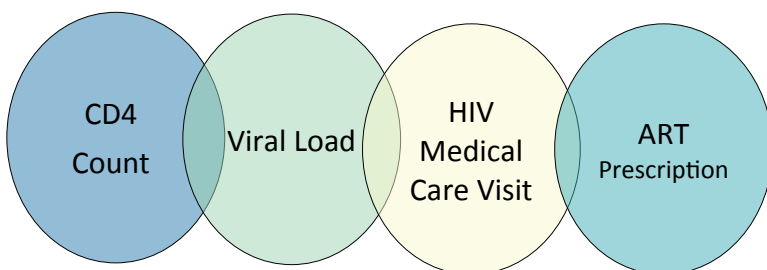 CD4
Count
Viral Load
HIV
Medical
Care Visit
ART
Prescription